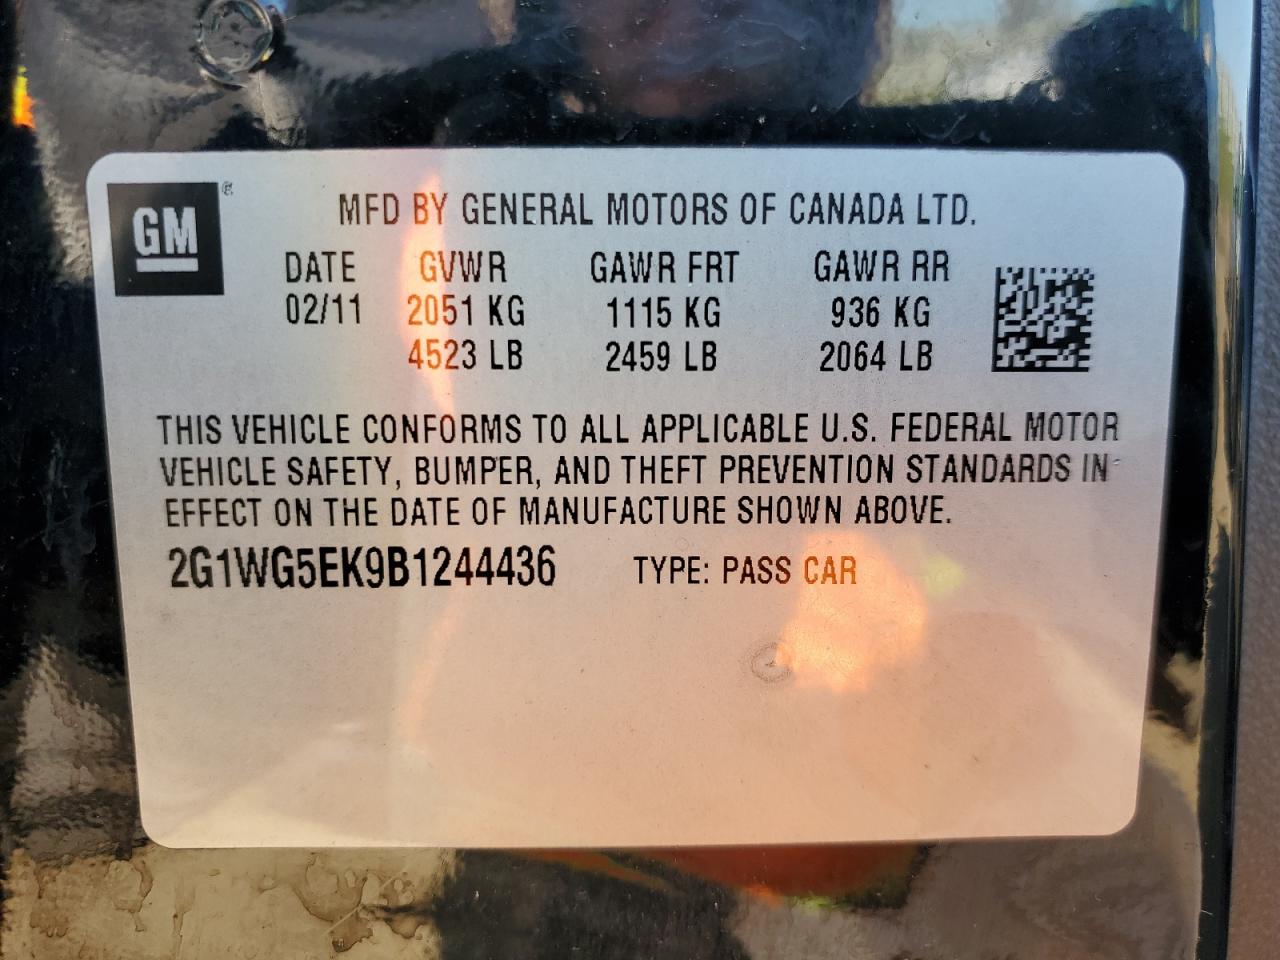 GM®
MFD BY GENERAL MOTORS OF CANADA LTD.
DATE GVWR GAWR FRT GAWR RR
02/11 2051 KG 1115 KG 936 KG
4523 LB 2459 LB 2064 LB
THIS VEHICLE CONFORMS TO ALL APPLICABLE U.S. FEDERAL MOTOR
VEHICLE SAFETY, BUMPER, AND THEFT PREVENTION STANDARDS IN
EFFECT ON THE DATE OF MANUFACTURE SHOWN ABOVE.
2G1WG5EK9B1244436 TYPE: PASS CAR